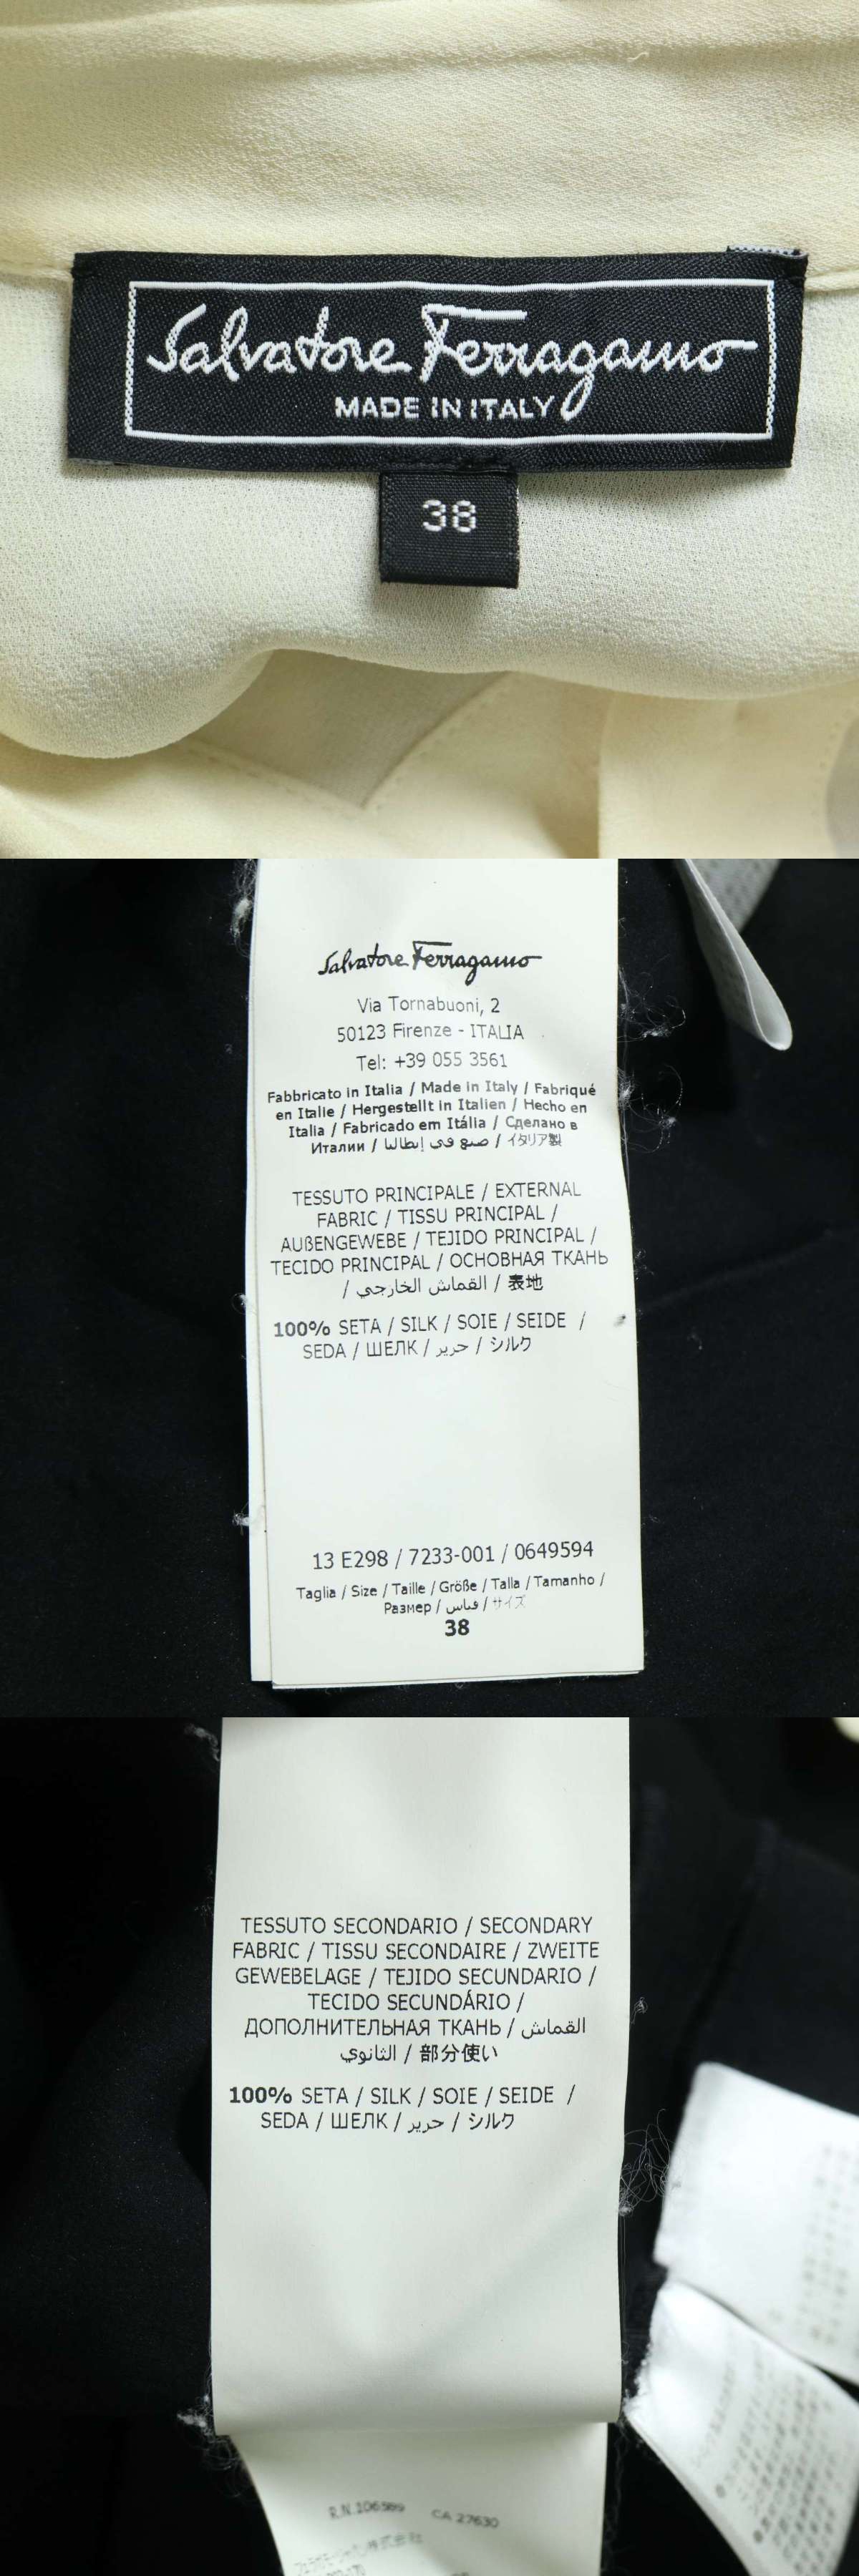 Salvatore Ferragamo
MADE IN ITALY
38
Salvatore Ferragamo
Via Tornabuoni, 2
50123 Firenze - ITALIA
Tel: +39 055 3561
Fabbricato in Italia / Made in Italy / Fabriqué
en Italie / Hergestellt in Italien / Hecho en
Italia / Fabricado em Itália / Сделано в
Италии / صنع في إيطاليا / イタリア製
TESSUTO PRINCIPALE / EXTERNAL
FABRIC / TISSU PRINCIPAL /
AUßENGEWEBE / TEJIDO PRINCIPAL /
TECIDO PRINCIPAL / ОСНОВНАЯ ТКАНЬ
/ القماش الخارجي / 表地
100% SETA / SILK / SOIE / SEIDE /
SEDA / ШЕЛК / حرير / シルク
13 E298 / 7233-001 / 0649594
Taglia / Size / Taille / Größe / Talla / Tamanho /
Размер / قياس / サイズ
38
TESSUTO SECONDARIO / SECONDARY
FABRIC / TISSU SECONDAIRE / ZWEITE
GEWEBELAGE / TEJIDO SECUNDARIO /
TECIDO SECUNDÁRIO /
ДОПОЛНИТЕЛЬНАЯ ТКАНЬ / القماش
الثانوي / 部分使い
100% SETA / SILK / SOIE / SEIDE /
SEDA / ШЕЛК / حرير / シルク
R.N.106589 CA 27630